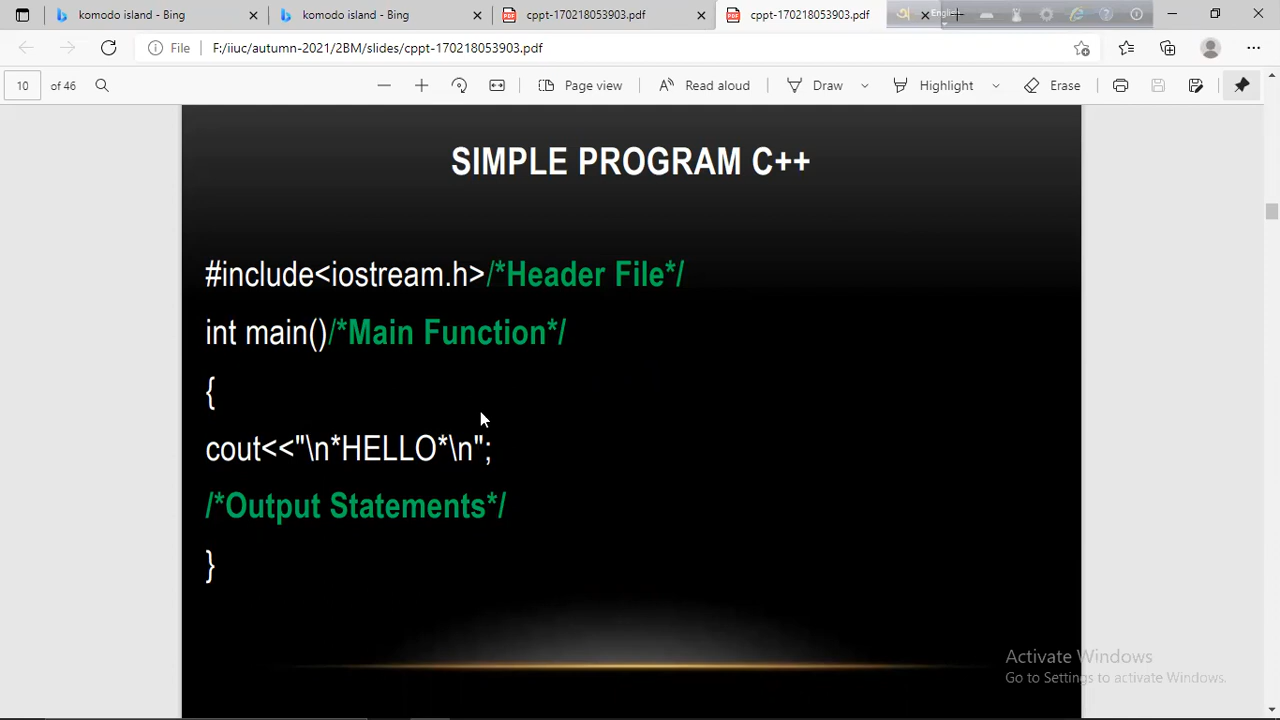 komodo island - Bing
komodo island - Bing
cppt-170218053903.pdf
cppt-170218053903.pdf
English
File F:/iiuc/autumn-2021/2BM/slides/cppt-170218053903.pdf
10 of 46 Page view Read aloud Draw Highlight Erase
SIMPLE PROGRAM C++
#include<iostream.h>/*Header File*/
int main()/*Main Function*/
{
cout<<"\n*HELLO*\n";
/*Output Statements*/
}
Activate Windows
Go to Settings to activate Windows.